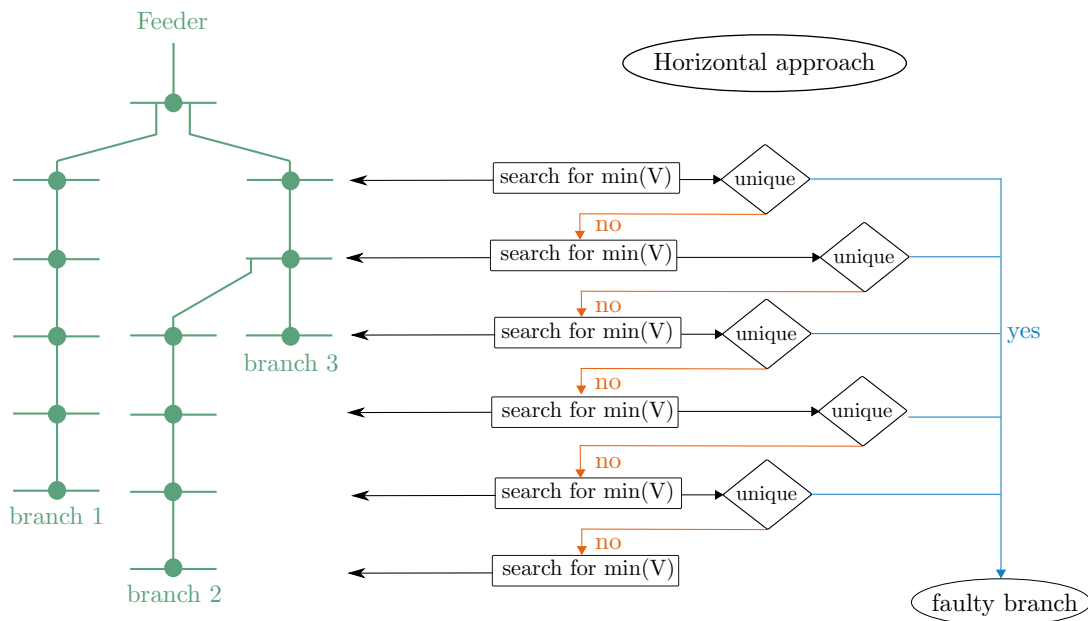 Feeder
Horizontal approach
search for min(V)
unique
no
search for min(V)
unique
no
search for min(V)
unique
yes
branch 3
no
search for min(V)
unique
no
search for min(V)
unique
branch 1
no
search for min(V)
branch 2
faulty branch